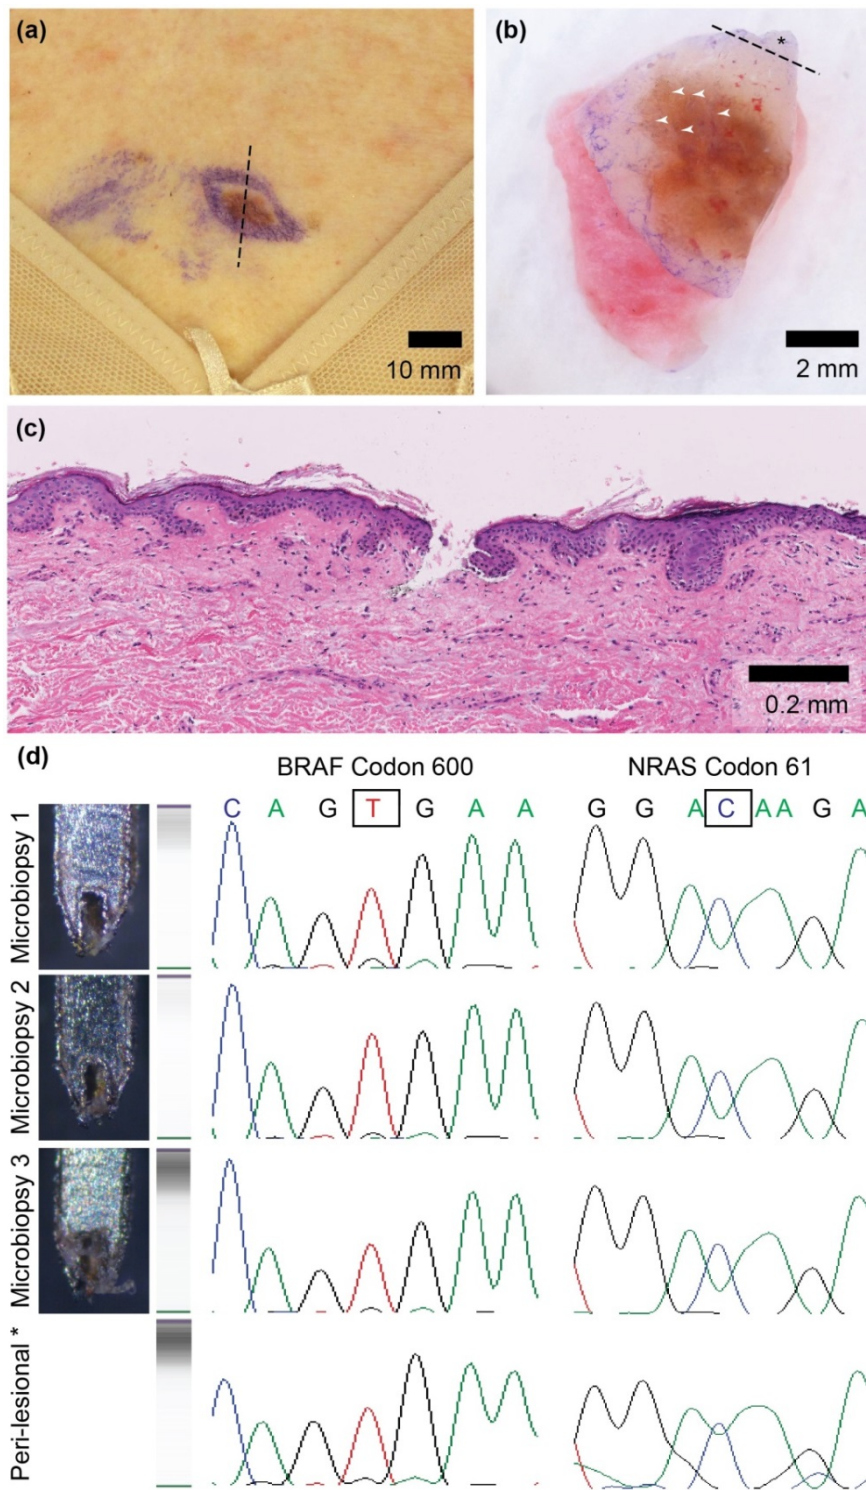 (a)
10 mm
(b)
*
2 mm
(c)
0.2 mm
(d)
BRAF Codon 600
NRAS Codon 61
C A G T G A A
G G A C A A G A
Microbiopsy 1
Microbiopsy 2
Microbiopsy 3
Peri-lesional *